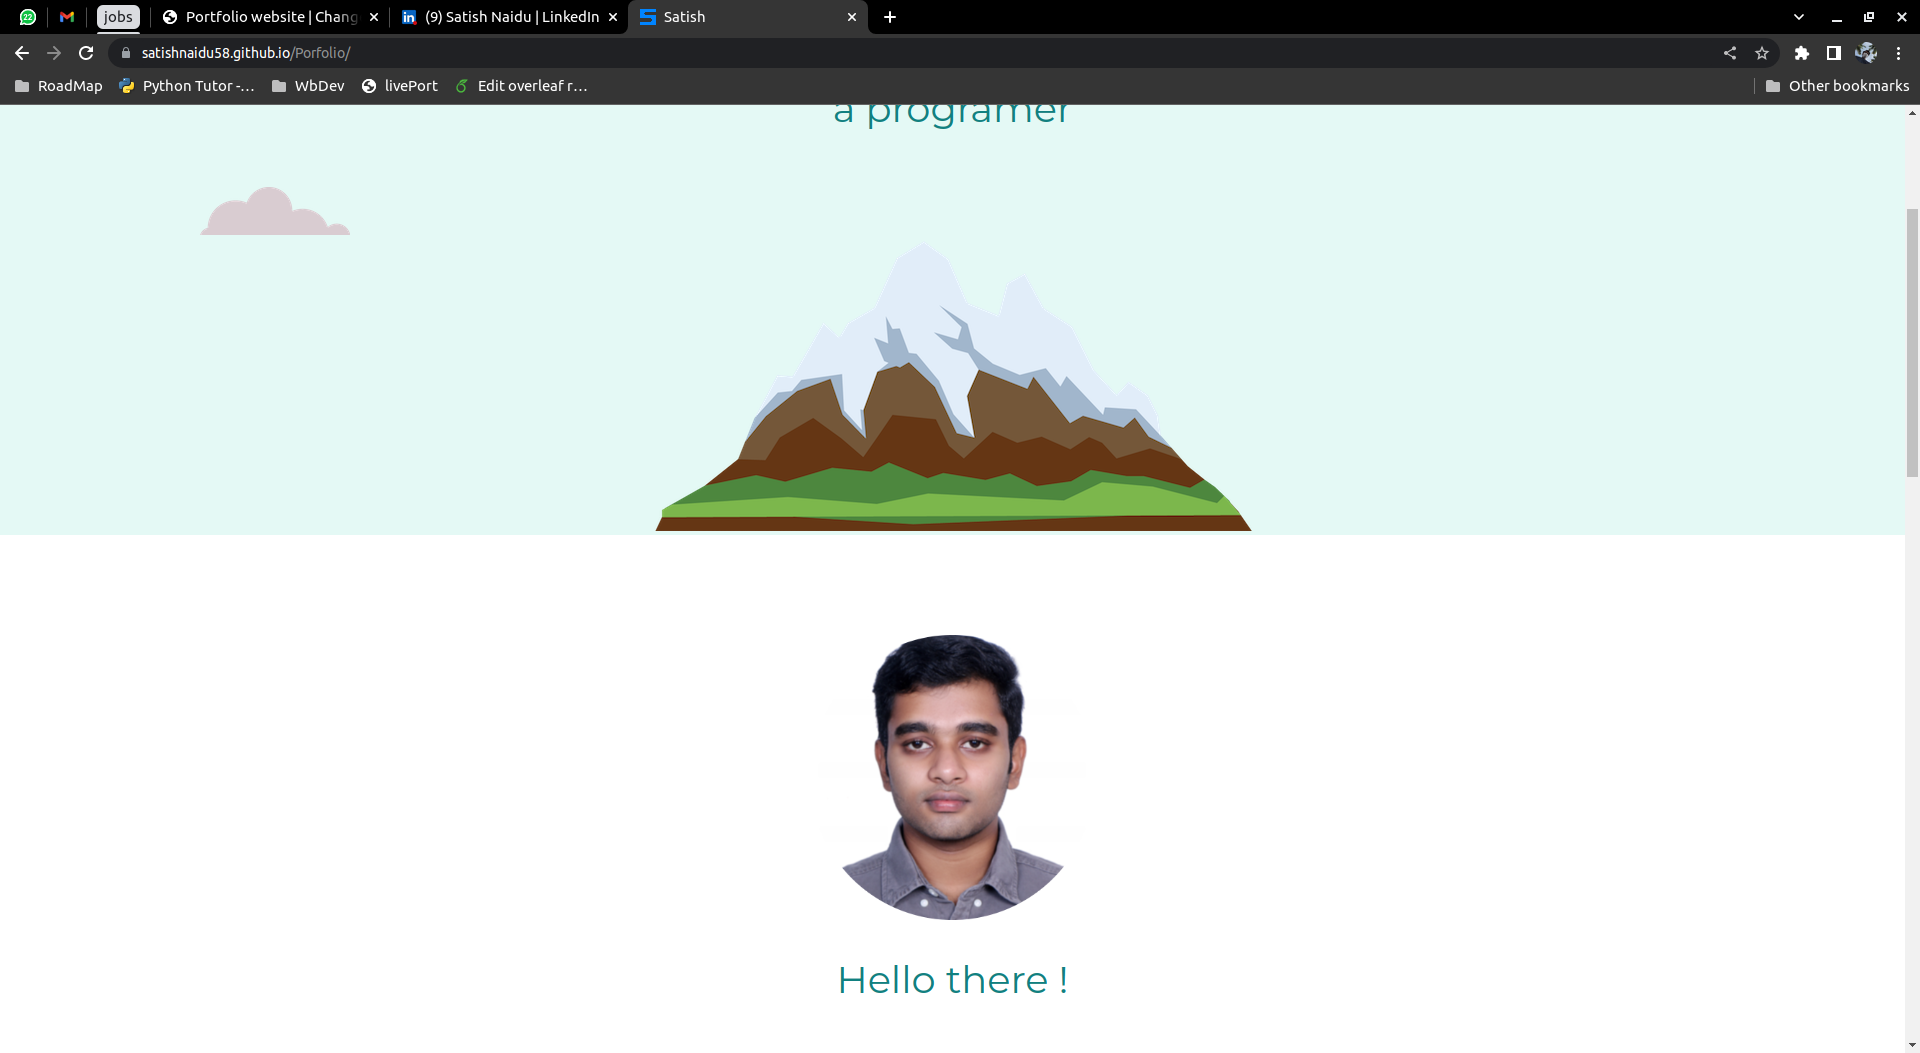 22
jobs
Portfolio website | Chang
(9) Satish Naidu | LinkedIn
Satish
satishnaidu58.github.io/Porfolio/
RoadMap
Python Tutor -...
WbDev
livePort
Edit overleaf r...
Other bookmarks
a programer
Hello there !